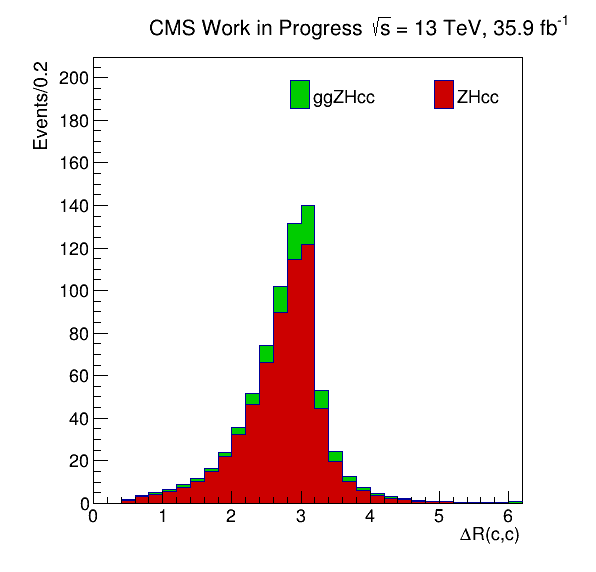 CMS Work in Progress √s = 13 TeV, 35.9 fb⁻¹
Events/0.2
ggZHcc
ZHcc
200
180
160
140
120
100
80
60
40
20
0
0 1 2 3 4 5 6
ΔR(c,c)